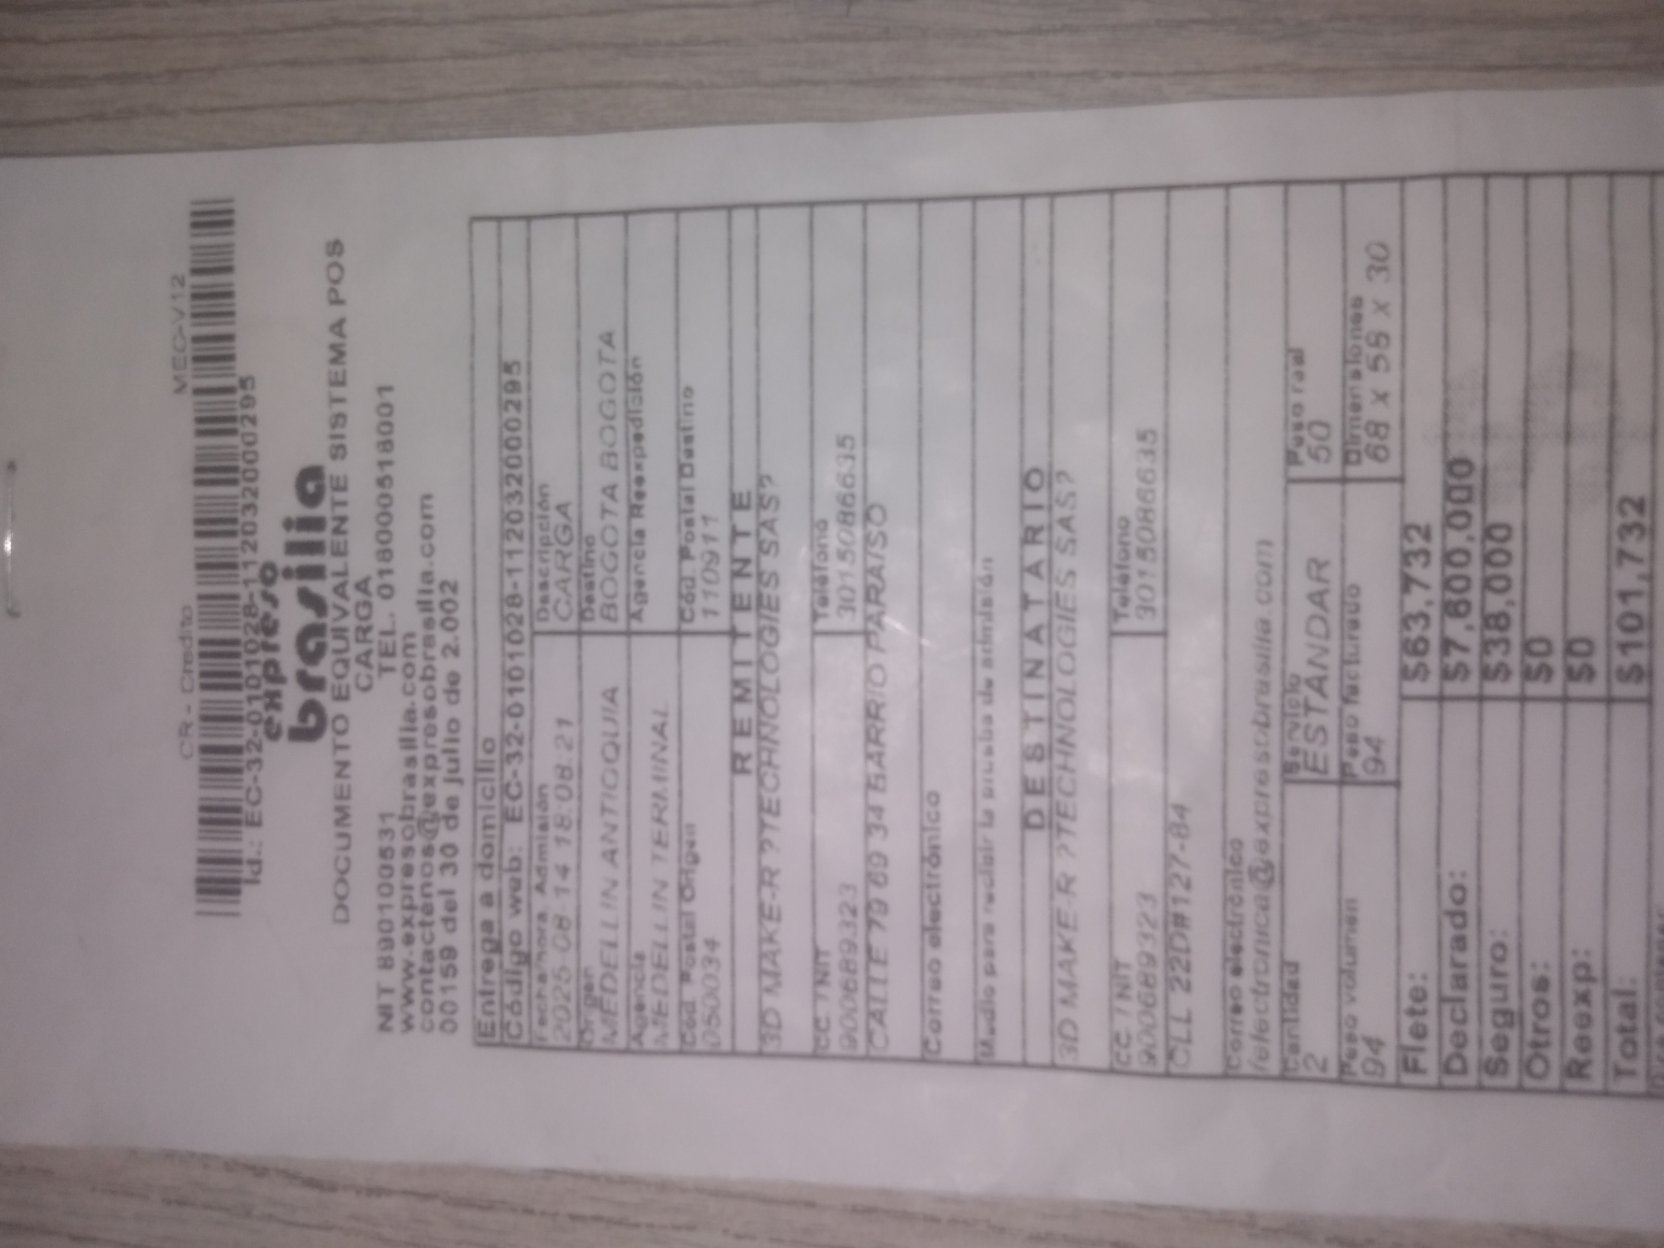 CR - Credito MEC-V12
Id.: EC-32-0101028-1120320000295
expreso
brasilia
DOCUMENTO EQUIVALENTE SISTEMA POS
CARGA
NIT 890100531 TEL. 018000518001
www.expresobrasilia.com
contactenos@expresobrasilia.com
00159 del 30 de julio de 2.002
Entrega a domicilio
Código web: EC-32-0101028-1120320000295
Fecha/hora Admisión Descripción
2025-08-14 18:08:21 CARGA
Origen Destino
MEDELLIN ANTIOQUIA BOGOTA BOGOTA
Agencia Agencia Reexpedición
MEDELLIN TERMINAL
Cód. Postal Origen Cód. Postal Destino
050034 110911
REMITENTE
3D MAKE-R ?TECHNOLOGIES SAS?
CC / NIT Teléfono
900689323 3015086635
CALLE 79 69 34 BARRIO PARAISO
Correo electrónico
Medio para recibir la prueba de admisión
DESTINATARIO
3D MAKE-R ?TECHNOLOGIES SAS?
CC / NIT Teléfono
900689323 3015086635
CLL 22D#127-84
Correo electrónico
felectronica@expresobrasilia.com
Cantidad Servicio Peso real
2 ESTANDAR 50
Peso volumen Peso facturado Dimensiones
94 94 68 x 58 x 30
Flete: $63,732
Declarado: $7,600,000
Seguro: $38,000
Otros: $0
Reexp: $0
Total: $101,732